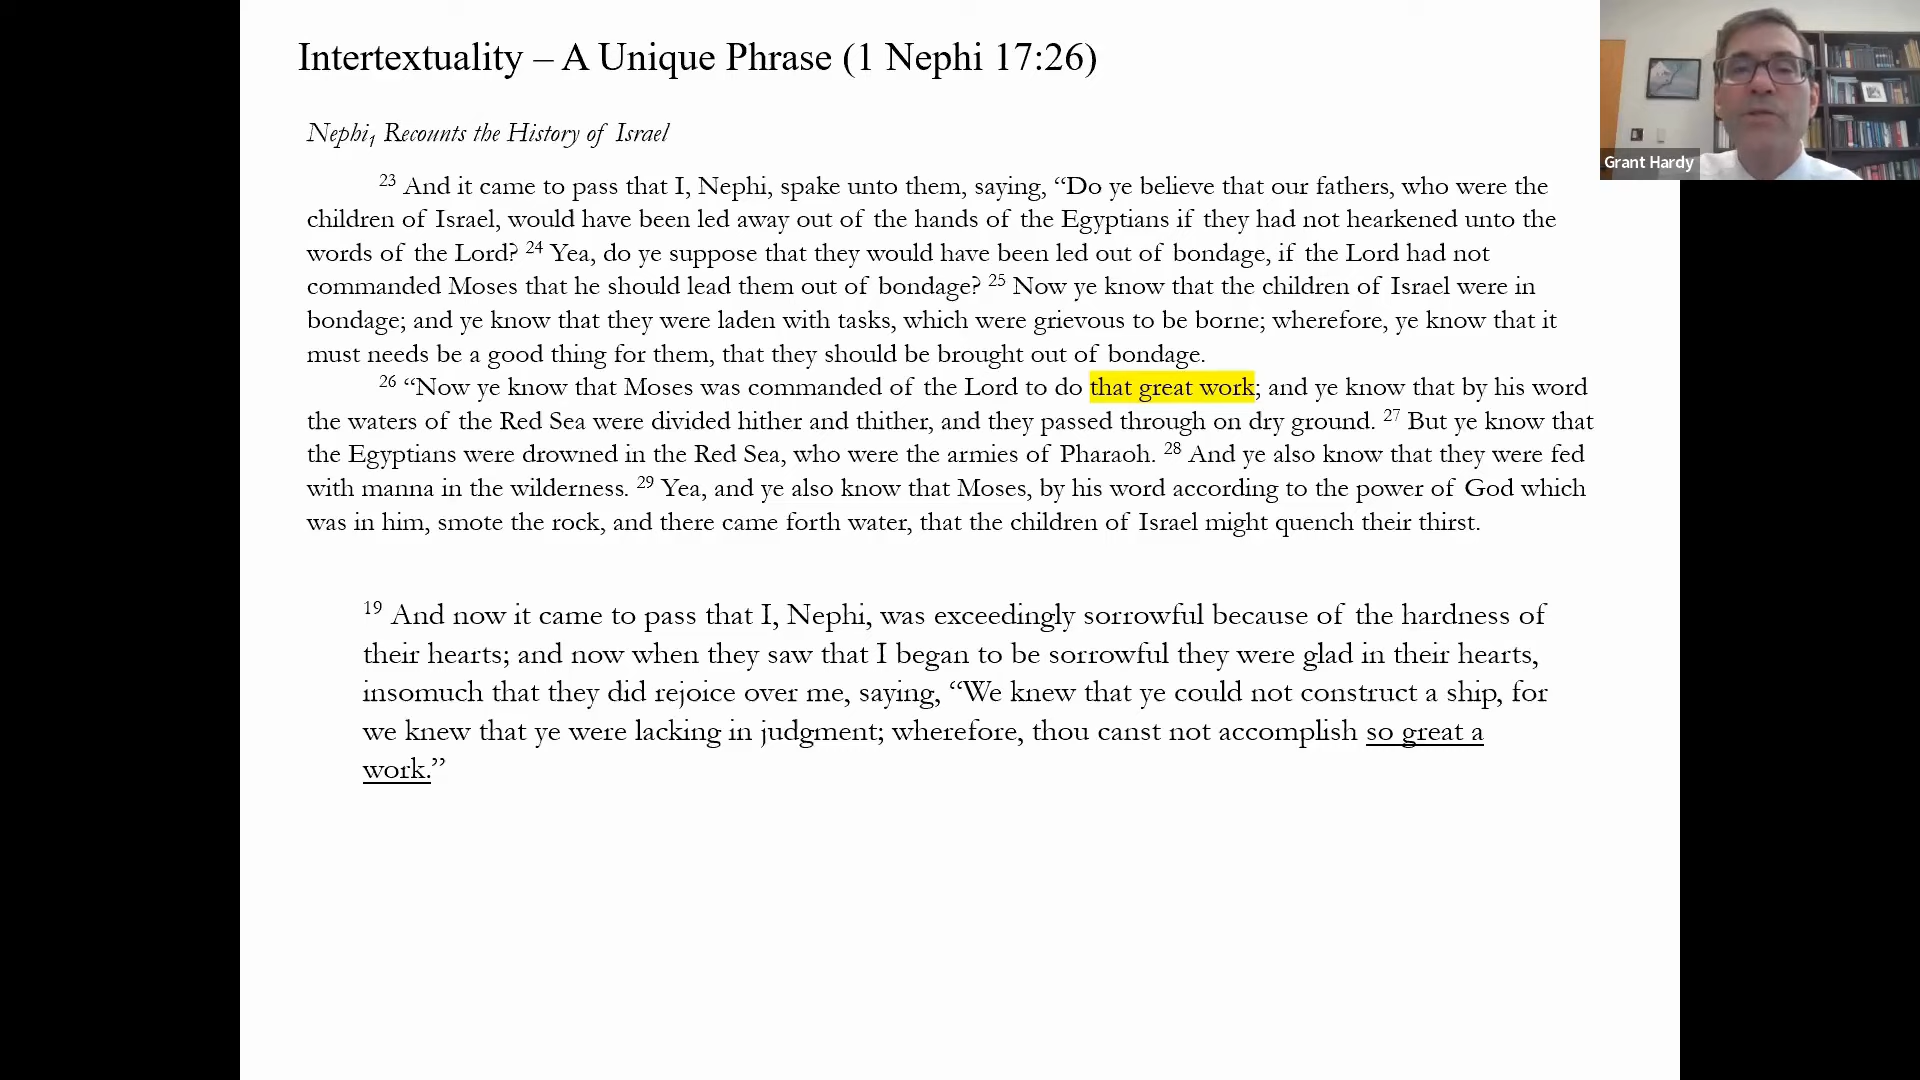 Intertextuality – A Unique Phrase (1 Nephi 17:26)
Grant Hardy
Nephi₁ Recounts the History of Israel
²³ And it came to pass that I, Nephi, spake unto them, saying, “Do ye believe that our fathers, who were the
children of Israel, would have been led away out of the hands of the Egyptians if they had not hearkened unto the
words of the Lord? ²⁴ Yea, do ye suppose that they would have been led out of bondage, if the Lord had not
commanded Moses that he should lead them out of bondage? ²⁵ Now ye know that the children of Israel were in
bondage; and ye know that they were laden with tasks, which were grievous to be borne; wherefore, ye know that it
must needs be a good thing for them, that they should be brought out of bondage.
²⁶ “Now ye know that Moses was commanded of the Lord to do that great work; and ye know that by his word
the waters of the Red Sea were divided hither and thither, and they passed through on dry ground. ²⁷ But ye know that
the Egyptians were drowned in the Red Sea, who were the armies of Pharaoh. ²⁸ And ye also know that they were fed
with manna in the wilderness. ²⁹ Yea, and ye also know that Moses, by his word according to the power of God which
was in him, smote the rock, and there came forth water, that the children of Israel might quench their thirst.
¹⁹ And now it came to pass that I, Nephi, was exceedingly sorrowful because of the hardness of
their hearts; and now when they saw that I began to be sorrowful they were glad in their hearts,
insomuch that they did rejoice over me, saying, “We knew that ye could not construct a ship, for
we knew that ye were lacking in judgment; wherefore, thou canst not accomplish so great a
work.”